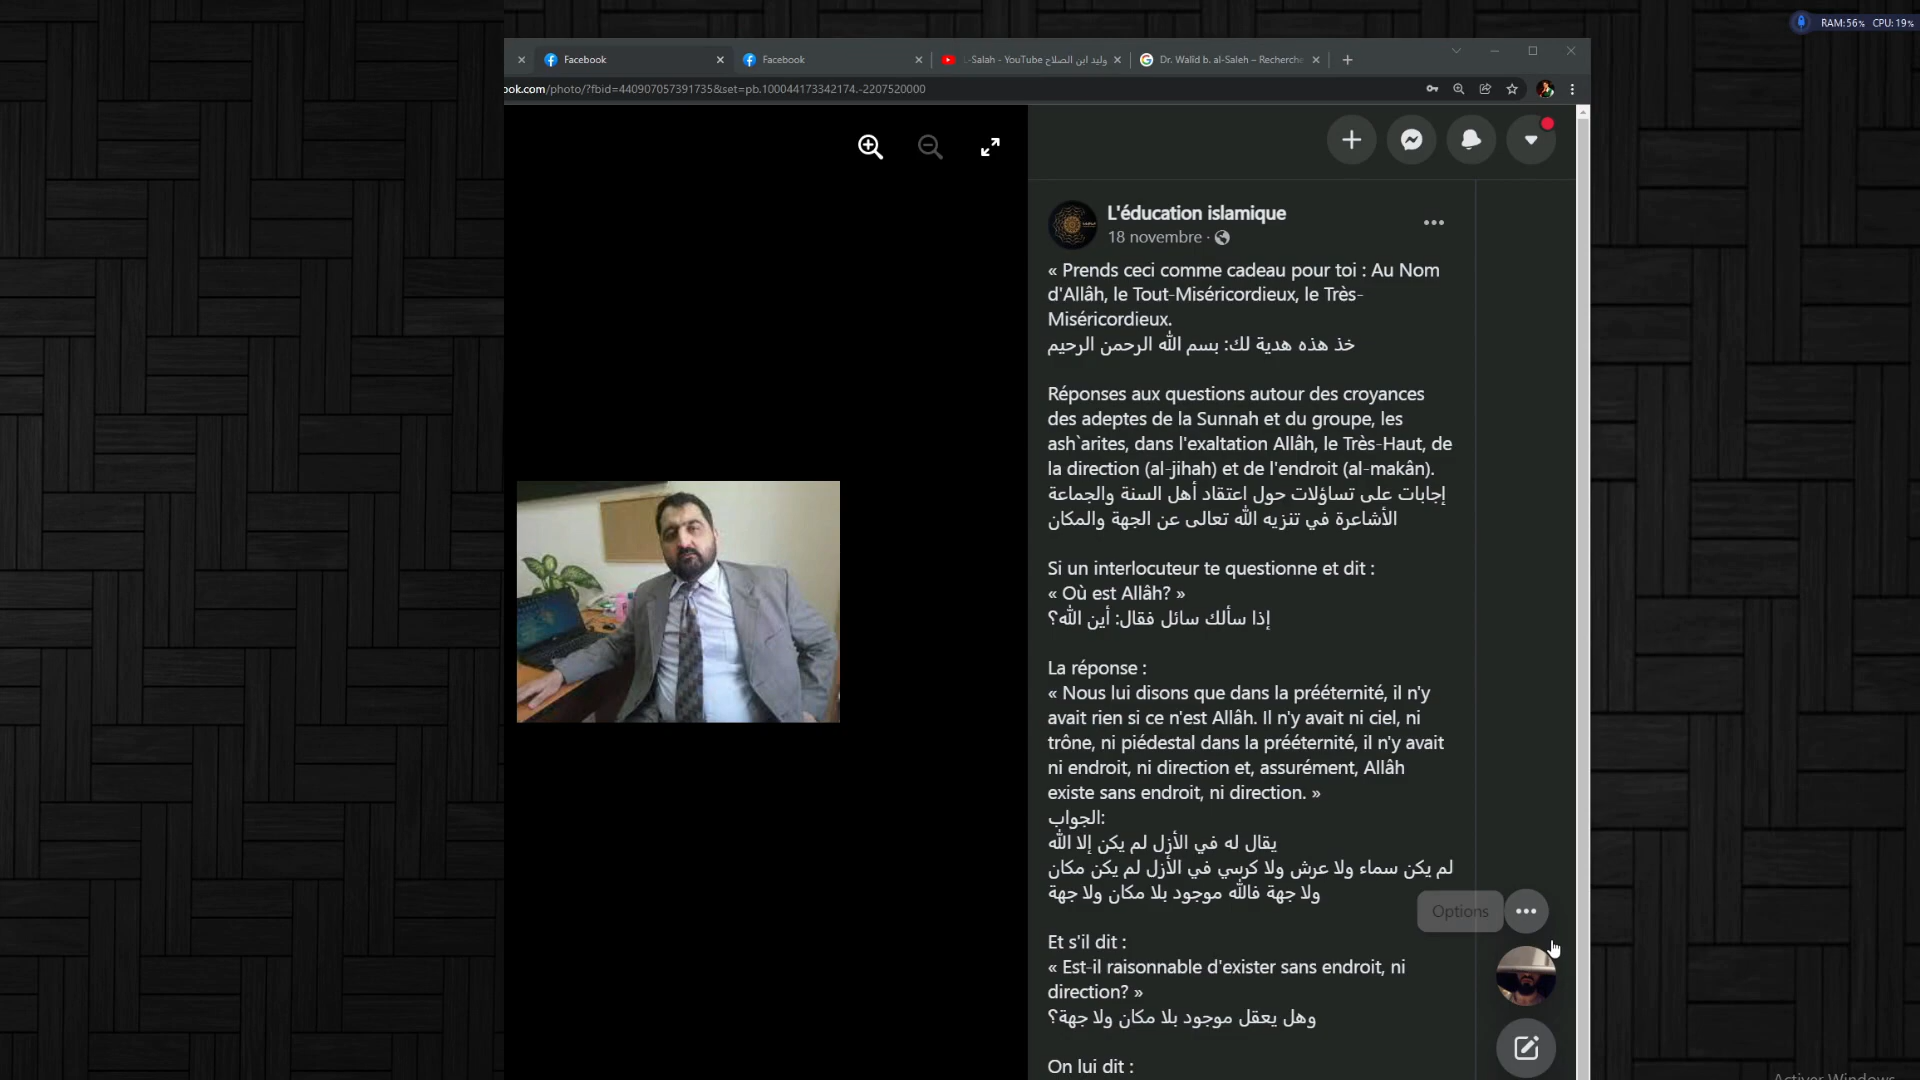 RAM:56% CPU:19%
Facebook
Facebook
-Salah - YouTube وليد ابن الصلاح
Dr. Walid b. al-Saleh – Recherche
ook.com/photo/?fbid=440907057391735&set=pb.100044173342174.-2207520000
L'éducation islamique
18 novembre ·
« Prends ceci comme cadeau pour toi : Au Nom
d'Allâh, le Tout-Miséricordieux, le Très-
Miséricordieux.
خذ هذه هدية لك: بسم الله الرحمن الرحيم
Réponses aux questions autour des croyances
des adeptes de la Sunnah et du groupe, les
ash`arites, dans l'exaltation Allâh, le Très-Haut, de
la direction (al-jihah) et de l'endroit (al-makân).
إجابات على تساؤلات حول اعتقاد أهل السنة والجماعة
الأشاعرة في تنزيه الله تعالى عن الجهة والمكان
Si un interlocuteur te questionne et dit :
« Où est Allâh? »
إذا سألك سائل فقال: أين الله؟
La réponse :
« Nous lui disons que dans la prééternité, il n'y
avait rien si ce n'est Allâh. Il n'y avait ni ciel, ni
trône, ni piédestal dans la prééternité, il n'y avait
ni endroit, ni direction et, assurément, Allâh
existe sans endroit, ni direction. »
الجواب:
يقال له في الأزل لم يكن إلا الله
لم يكن سماء ولا عرش ولا كرسي في الأزل لم يكن مكان
ولا جهة فالله موجود بلا مكان ولا جهة
Options
Et s'il dit :
« Est-il raisonnable d'exister sans endroit, ni
direction? »
وهل يعقل موجود بلا مكان ولا جهة؟
On lui dit :
Activer Windows